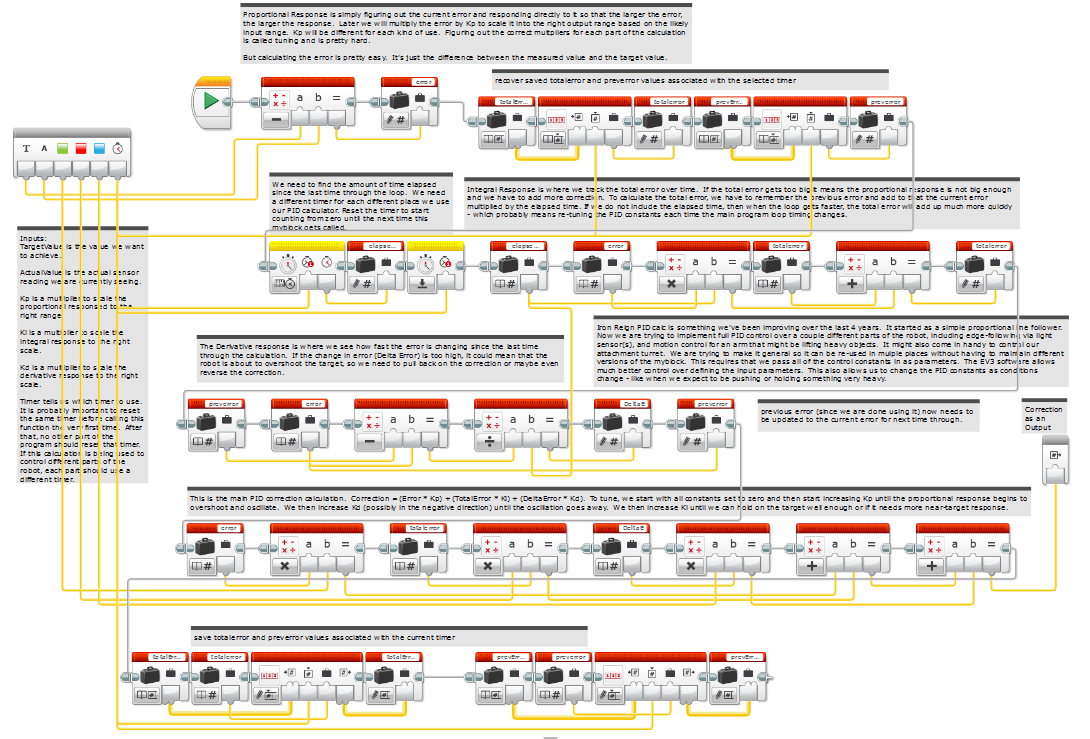 Proportional Response is simply figuring out the current error and responding directly to it so that the larger the error,
the larger the response. Later we will multiply the error by Kp to scale it into the right output range based on the likely
input range. Kp will be different for each kind of use. Figuring out the correct mutipliers for each part of the calculation
is called tuning and is pretty hard.
But calculating the error is pretty easy. It's just the difference between the measured value and the target value.
recover saved totalerror and preverror values associated with the selected timer
error
a b =
totalErr...
totalerror
prevErr...
preverror
T A
We need to find the amount of time elapsed
since the last time through the loop. We need
a different timer for each different place we use
our PID calculator. Reset the timer to start
counting from zero until the next time this
myblock gets called.
Integral Response is where we track the total error over time. If the total error gets too big it means the proportional response is not big enough
and we have to add more correction. To calculate the total error, we have to remember the previous error and add to that the current error
multiplied by the elapsed time. If we do not include the elapsed time, then when the loop gets faster, the total error will add up much more quickly
- which probably means re-tuning the PID constants each time the main program loop timing changes.
Inputs:
TargetValue is the value we want
to achieve.
ActualValue is the actual sensor
reading we are currently seeing.
Kp is a multiplier to scale the
proportional responsed to the
right range.
Ki is a multiplier to scale the
integral response to the right
scale.
Kd is a multiplier to scale the
derivative response to the right
scale.
Timer tells us which timer to use.
It is probably important to reset
the same timer before calling this
function the very first time. After
that, no other part of the
program should reset that timer.
If this calculation is being used to
control different parts of the
robot, each part should use a
different timer.
elapse...
elapse...
error
a b =
totalerror
a b =
totalerror
Iron Reign PID calc is something we've been improving over the last 4 years. It started as a simple proportional line follower.
Now we are trying to implement full PID control over a couple different parts of the robot, including edge-following via light
sensor(s), and motion control for an arm that might be lifting heavy objects. It might also come in handy to control our
attachment turret. We are trying to make it general so it can be re-used in muiple places without having to maintain different
versions of the myblock. This requires that we pass all of the control constants in as parameters. The EV3 software allows
much better control over defining the input parameters. This also allows us to change the PID constants as conditions
change - like when we expect to be pushing or holding something very heavy.
The Derivative response is where we see how fast the error is changing since the last time
through the calculation. If the change in error (Delta Error) is too high, it could mean that the
robot is about to overshoot the target, so we need to pull back on the correction or maybe even
reverse the correction.
preverror
error
a b =
a b =
DeltaE
preverror
previous error (since we are done using it) now needs to
be updated to the current error for next time through.
Correction
as an
Output
This is the main PID correction calculation. Correction = (Error * Kp) + (TotalError * Ki) + (DeltaError * Kd). To tune, we start with all constants set to zero and then start increasing Kp until the proportional response begins to
overshoot and oscillate. We then increase Kd (possibly in the negative direction) until the oscillation goes away. We then increase Ki until we can hold on the target well enough or if it needs more near-target response.
error
a b =
totalerror
a b =
DeltaE
a b =
a b =
a b =
save totalerror and preverror values associated with the current timer
totalErr...
totalerror
totalErr...
prevErr...
preverror
prevErr...